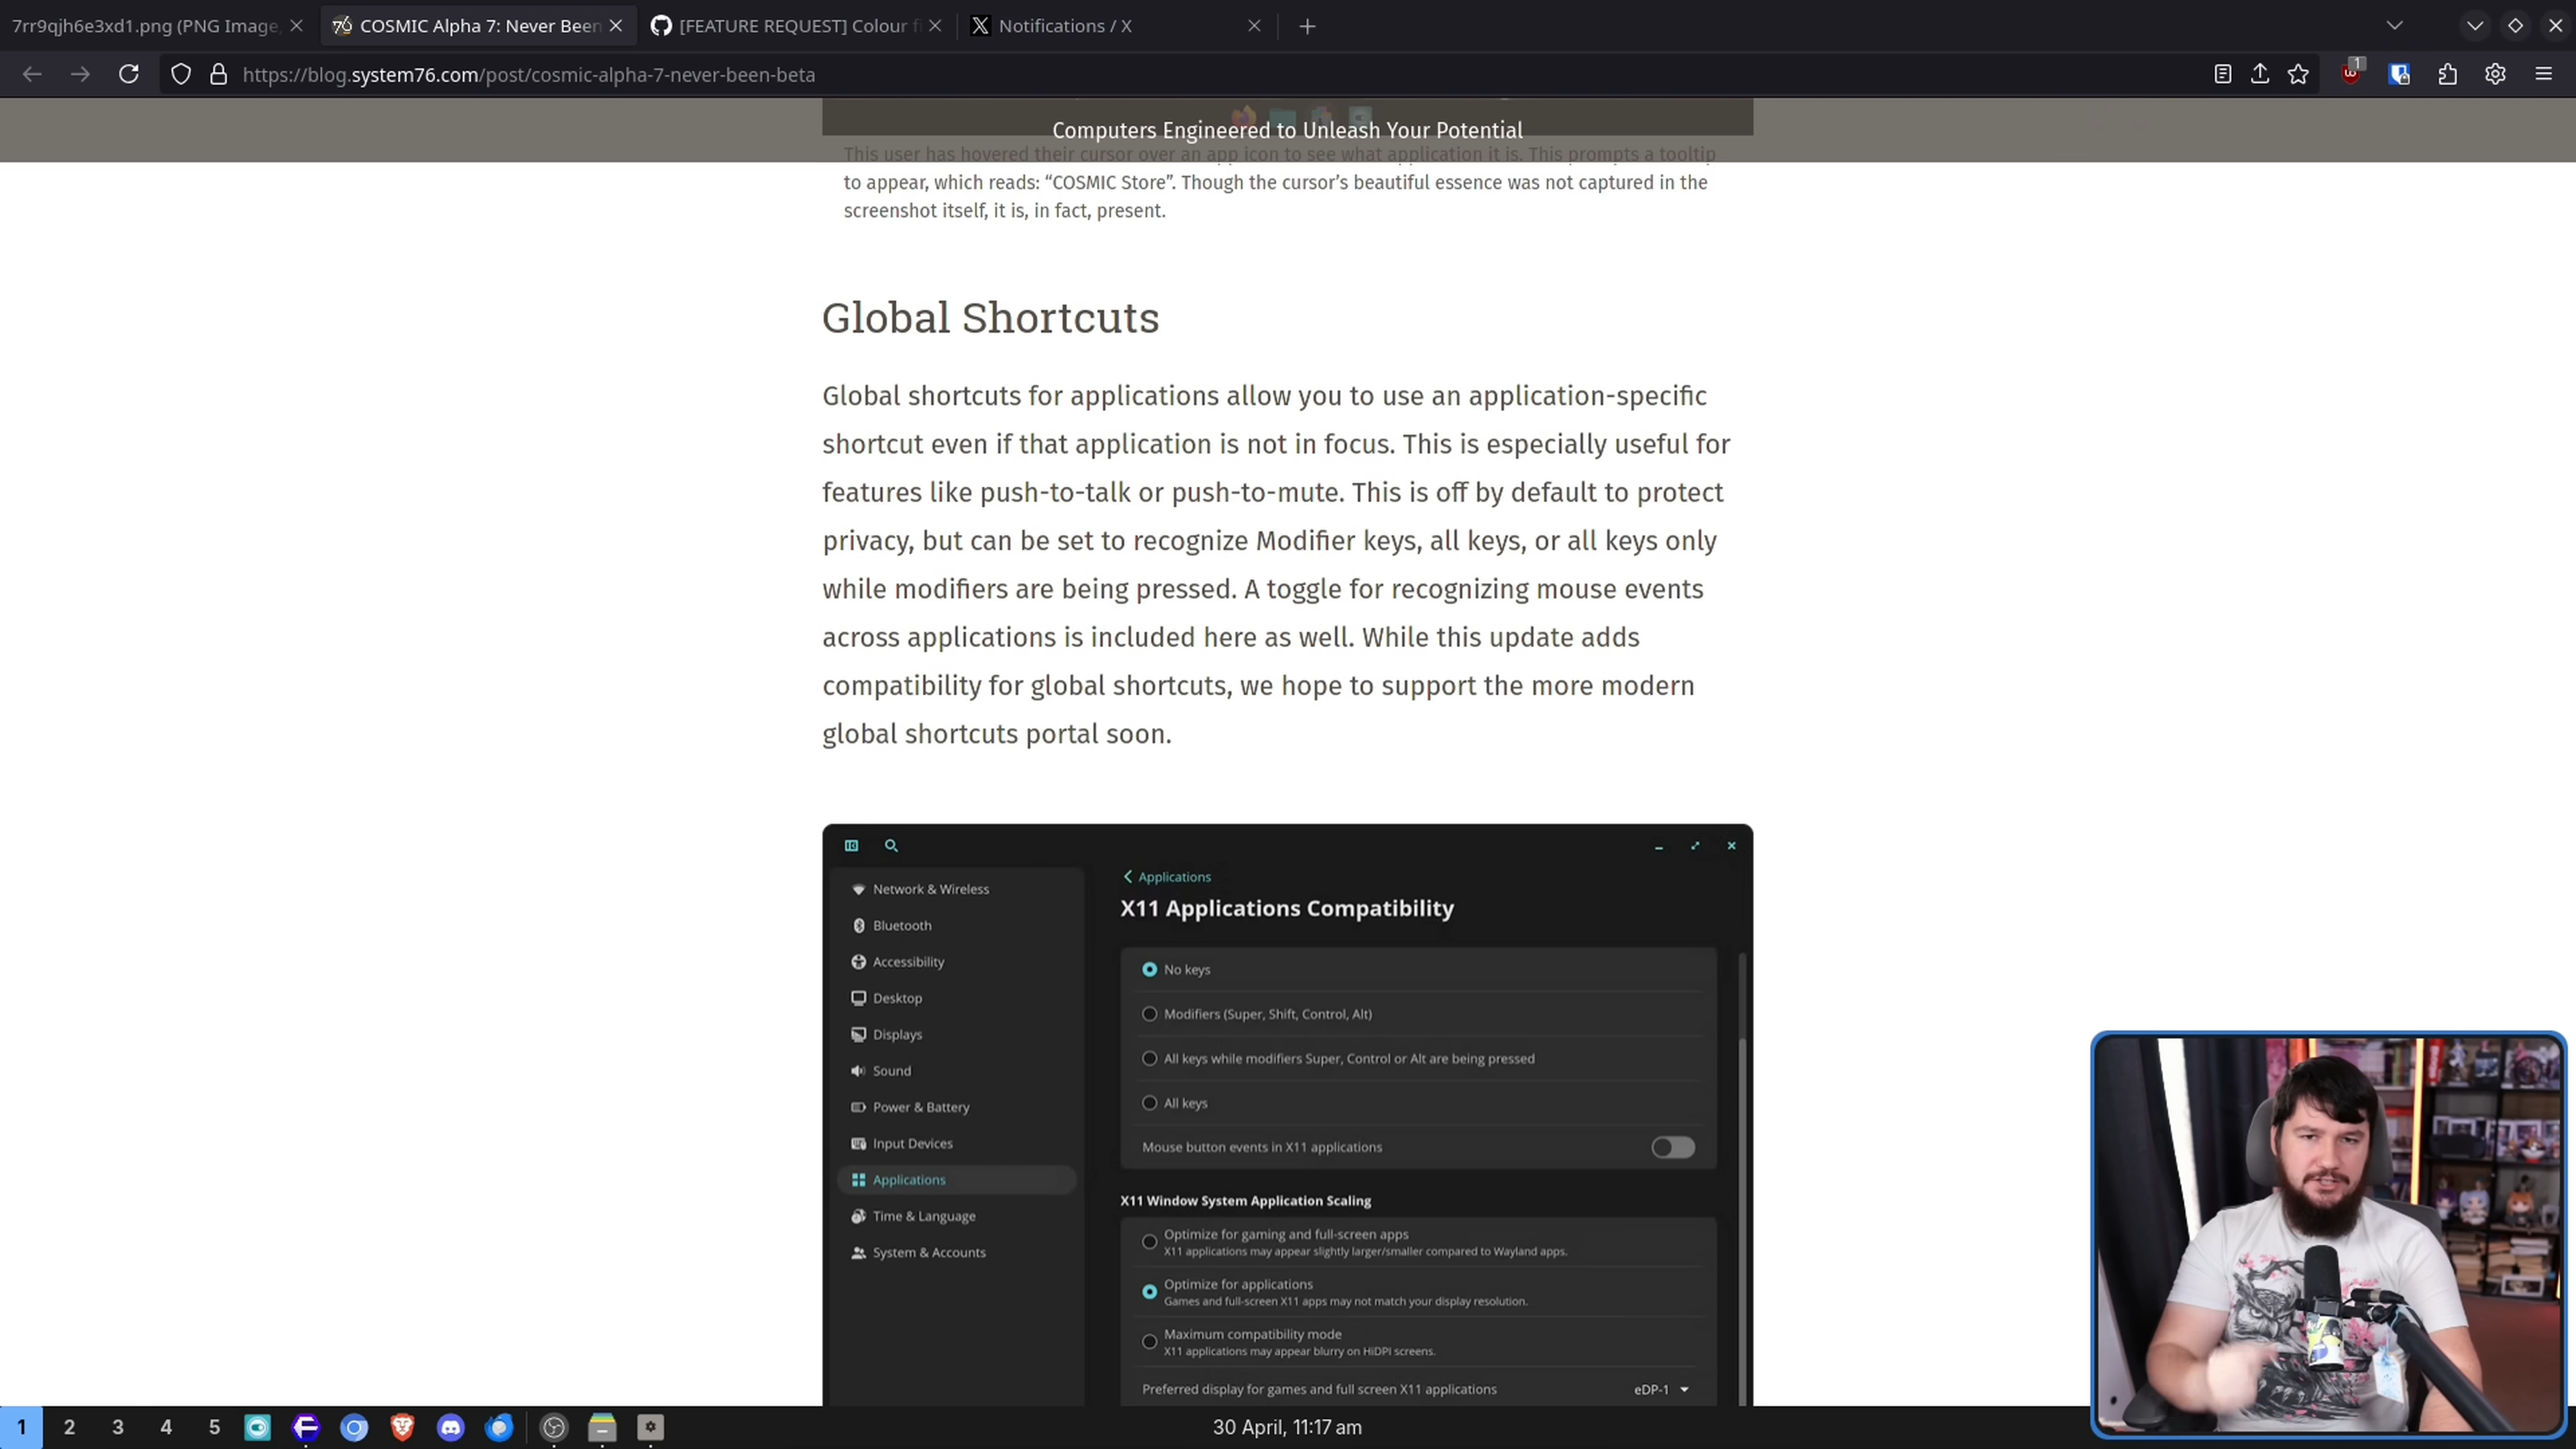 7rr9qjh6e3xd1.png (PNG Image,
COSMIC Alpha 7: Never Been
[FEATURE REQUEST] Colour fi
Notifications / X
https://blog.system76.com/post/cosmic-alpha-7-never-been-beta
1
Computers Engineered to Unleash Your Potential
This user has hovered their cursor over an app icon to see what application it is. This prompts a tooltip
to appear, which reads: “COSMIC Store”. Though the cursor’s beautiful essence was not captured in the
screenshot itself, it is, in fact, present.
Global Shortcuts
Global shortcuts for applications allow you to use an application-specific
shortcut even if that application is not in focus. This is especially useful for
features like push-to-talk or push-to-mute. This is off by default to protect
privacy, but can be set to recognize Modifier keys, all keys, or all keys only
while modifiers are being pressed. A toggle for recognizing mouse events
across applications is included here as well. While this update adds
compatibility for global shortcuts, we hope to support the more modern
global shortcuts portal soon.
Network & Wireless
Bluetooth
Accessibility
Desktop
Displays
Sound
Power & Battery
Input Devices
Applications
Time & Language
System & Accounts
Applications
X11 Applications Compatibility
No keys
Modifiers (Super, Shift, Control, Alt)
All keys while modifiers Super, Control or Alt are being pressed
All keys
Mouse button events in X11 applications
X11 Window System Application Scaling
Optimize for gaming and full-screen apps
X11 applications may appear slightly larger/smaller compared to Wayland apps.
Optimize for applications
Games and full-screen X11 apps may not match your display resolution.
Maximum compatibility mode
X11 applications may appear blurry on HiDPI screens.
Preferred display for games and full screen X11 applications eDP-1
1 2 3 4 5
30 April, 11:17 am